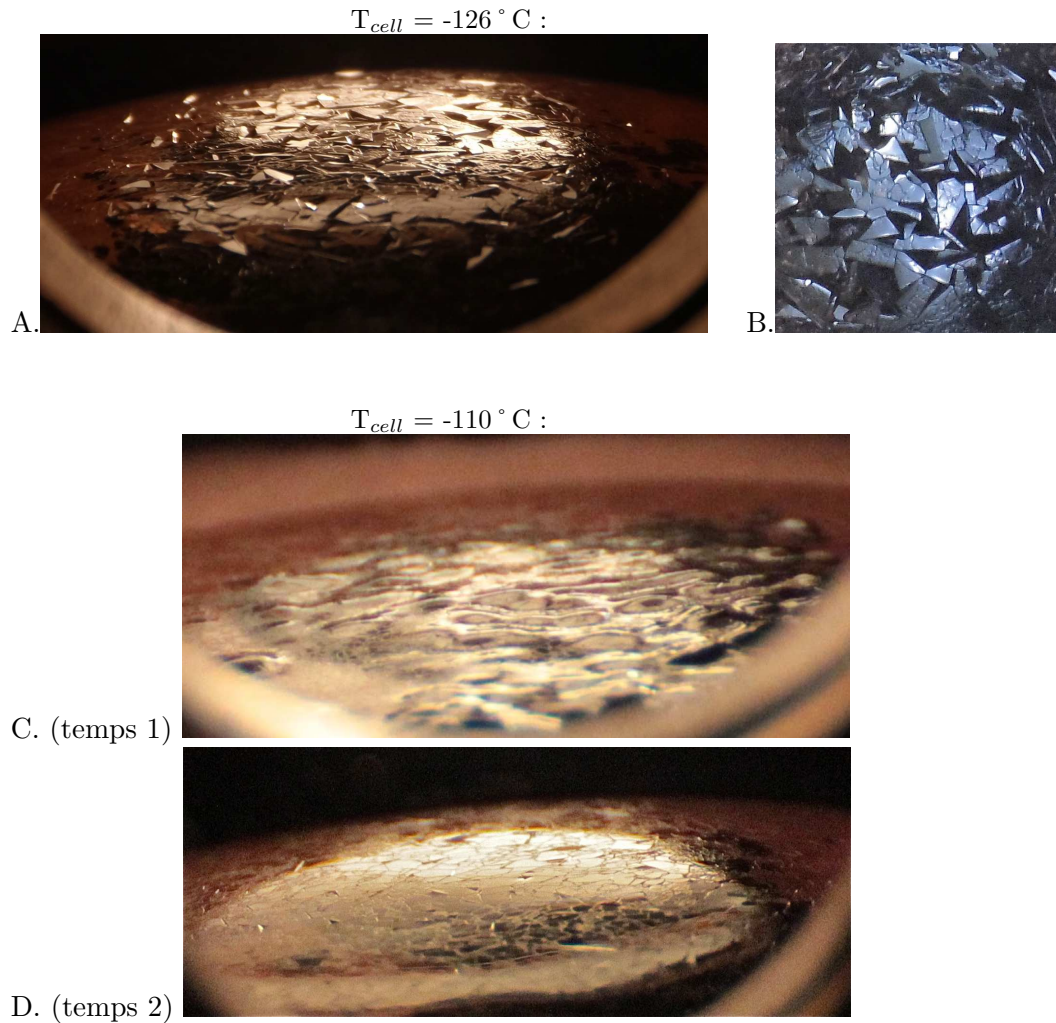 T_cell = -126 ° C :
A.
B.
T_cell = -110 ° C :
C. (temps 1)
D. (temps 2)